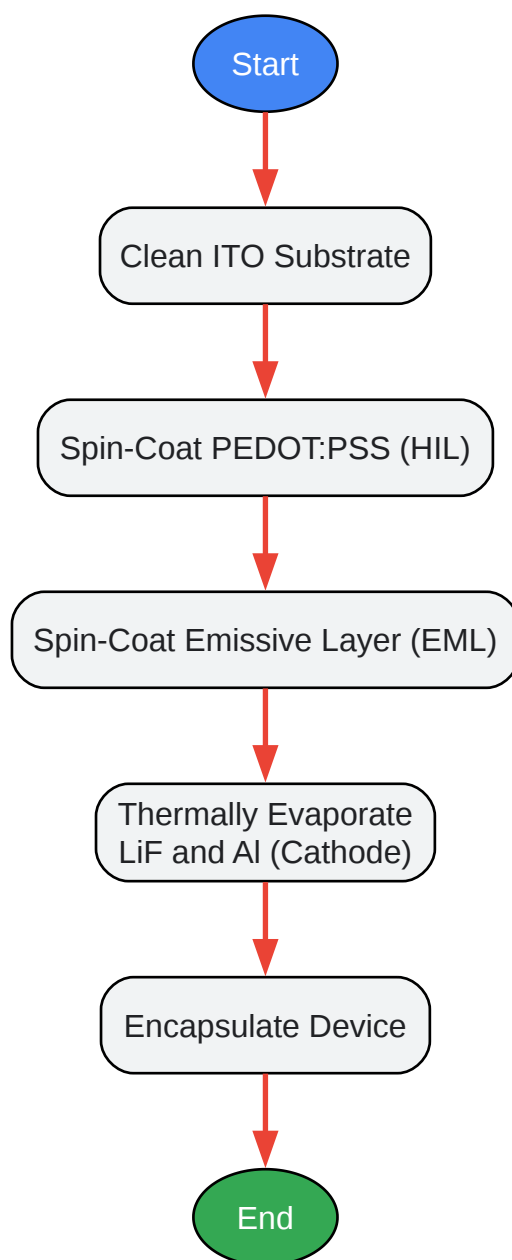 Start
Clean ITO Substrate
Spin-Coat PEDOT:PSS (HIL)
Spin-Coat Emissive Layer (EML)
Thermally Evaporate
LiF and Al (Cathode)
Encapsulate Device
End